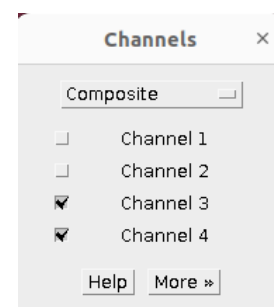 Channels ×
Composite
Channel 1
Channel 2
Channel 3
Channel 4
Help More »